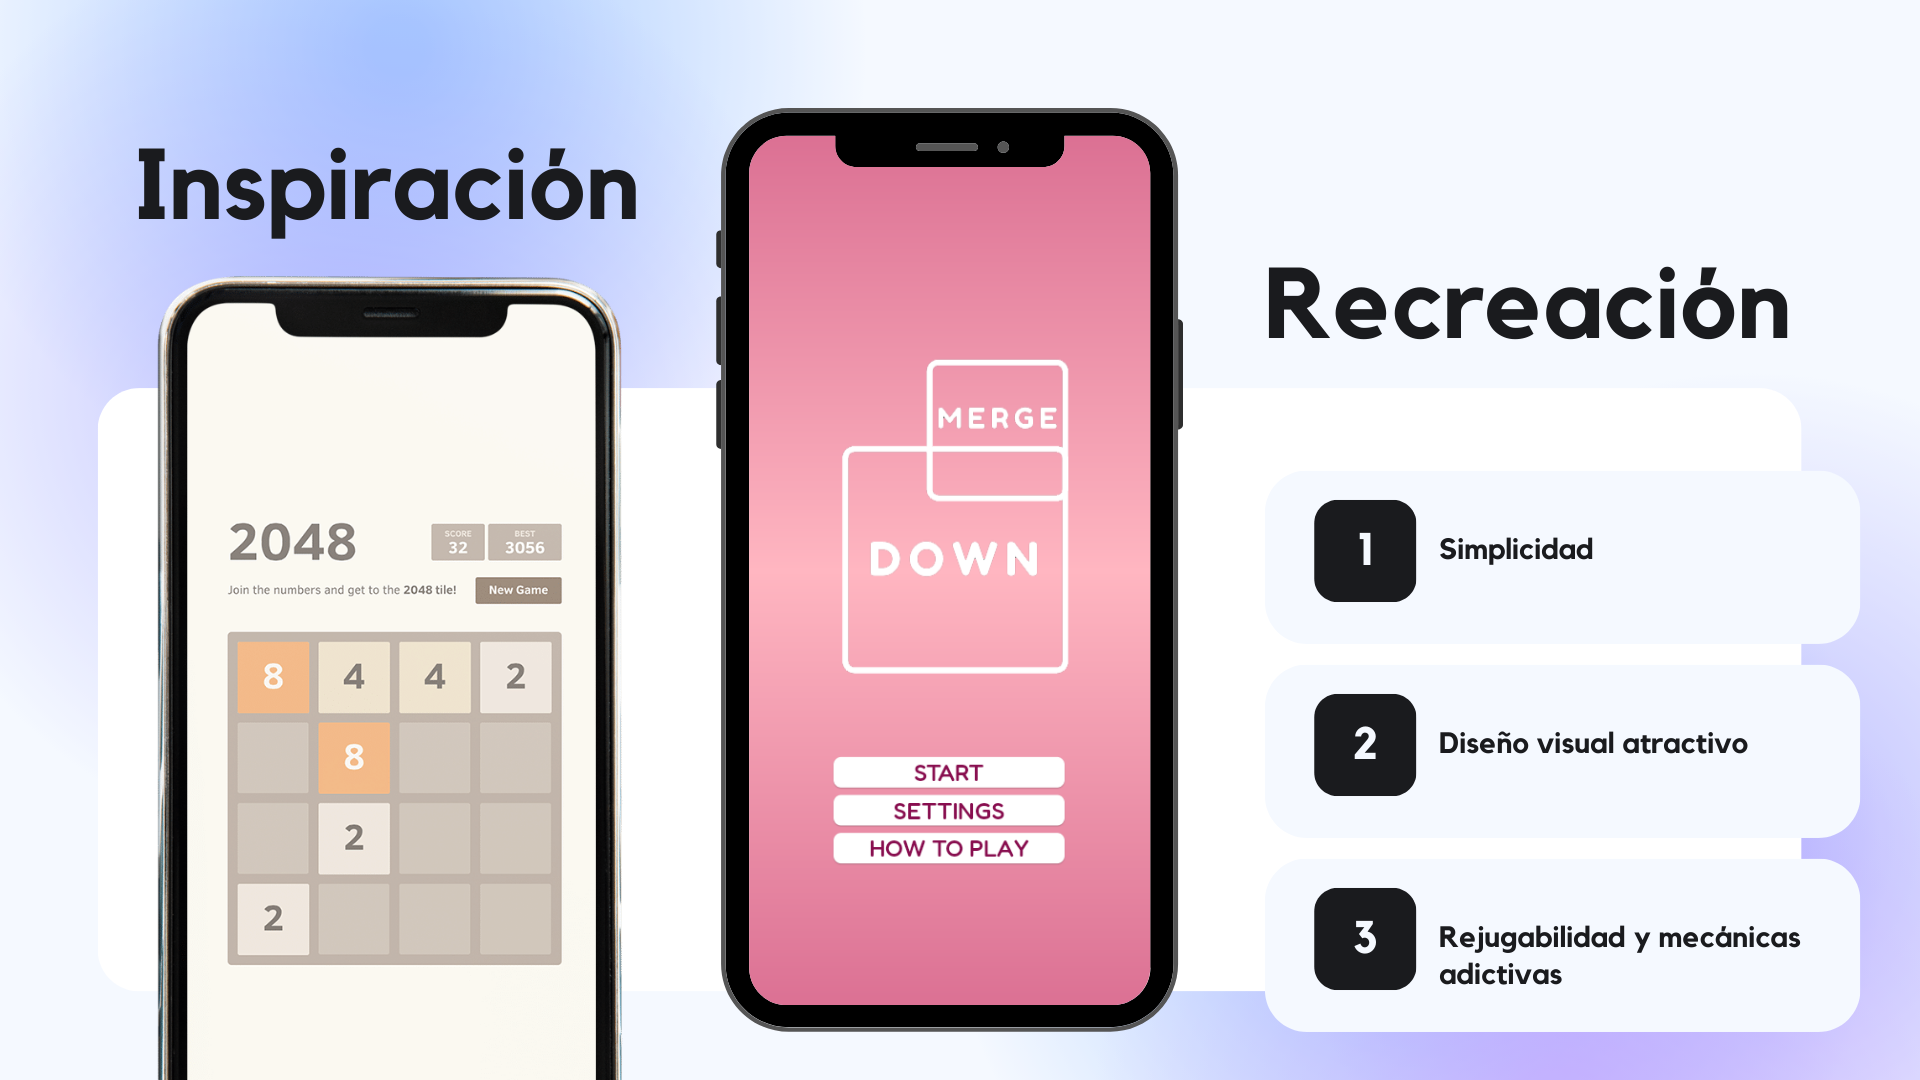 Inspiración
2048
SCORE
32
BEST
3056
Join the numbers and get to the 2048 tile!
New Game
8 4 4 2
8
2
2
MERGE
DOWN
START
SETTINGS
HOW TO PLAY
Recreación
1
Simplicidad
2
Diseño visual atractivo
3
Rejugabilidad y mecánicas
adictivas